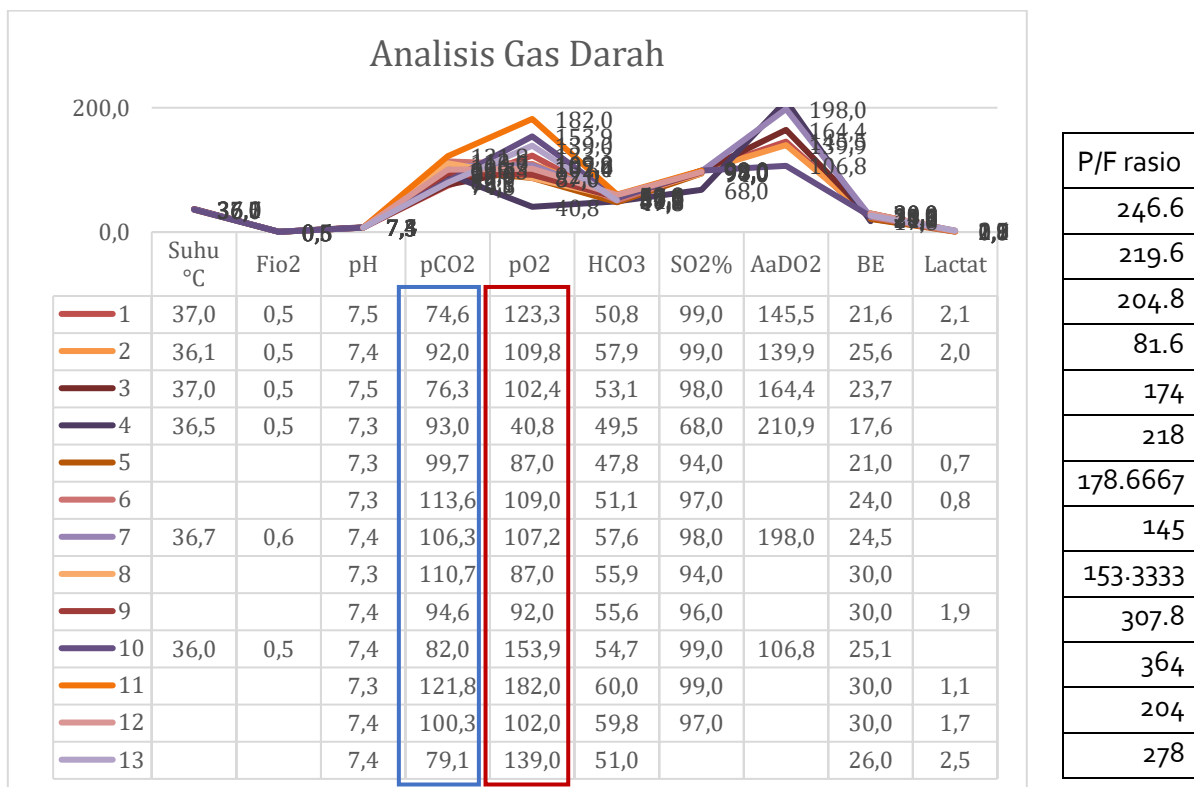 Analisis Gas Darah
200,0
0,0
182,0
153,9
198,0
164,4
145,5
139,9
106,8
40,8
68,0
Suhu °C Fio2 pH pCO2 pO2 HCO3 SO2% AaDO2 BE Lactat
1 37,0 0,5 7,5 74,6 123,3 50,8 99,0 145,5 21,6 2,1
2 36,1 0,5 7,4 92,0 109,8 57,9 99,0 139,9 25,6 2,0
3 37,0 0,5 7,5 76,3 102,4 53,1 98,0 164,4 23,7
4 36,5 0,5 7,3 93,0 40,8 49,5 68,0 210,9 17,6
5 7,3 99,7 87,0 47,8 94,0 21,0 0,7
6 7,3 113,6 109,0 51,1 97,0 24,0 0,8
7 36,7 0,6 7,4 106,3 107,2 57,6 98,0 198,0 24,5
8 7,3 110,7 87,0 55,9 94,0 30,0
9 7,4 94,6 92,0 55,6 96,0 30,0 1,9
10 36,0 0,5 7,4 82,0 153,9 54,7 99,0 106,8 25,1
11 7,3 121,8 182,0 60,0 99,0 30,0 1,1
12 7,4 100,3 102,0 59,8 97,0 30,0 1,7
13 7,4 79,1 139,0 51,0 26,0 2,5
P/F rasio
246.6
219.6
204.8
81.6
174
218
178.6667
145
153.3333
307.8
364
204
278